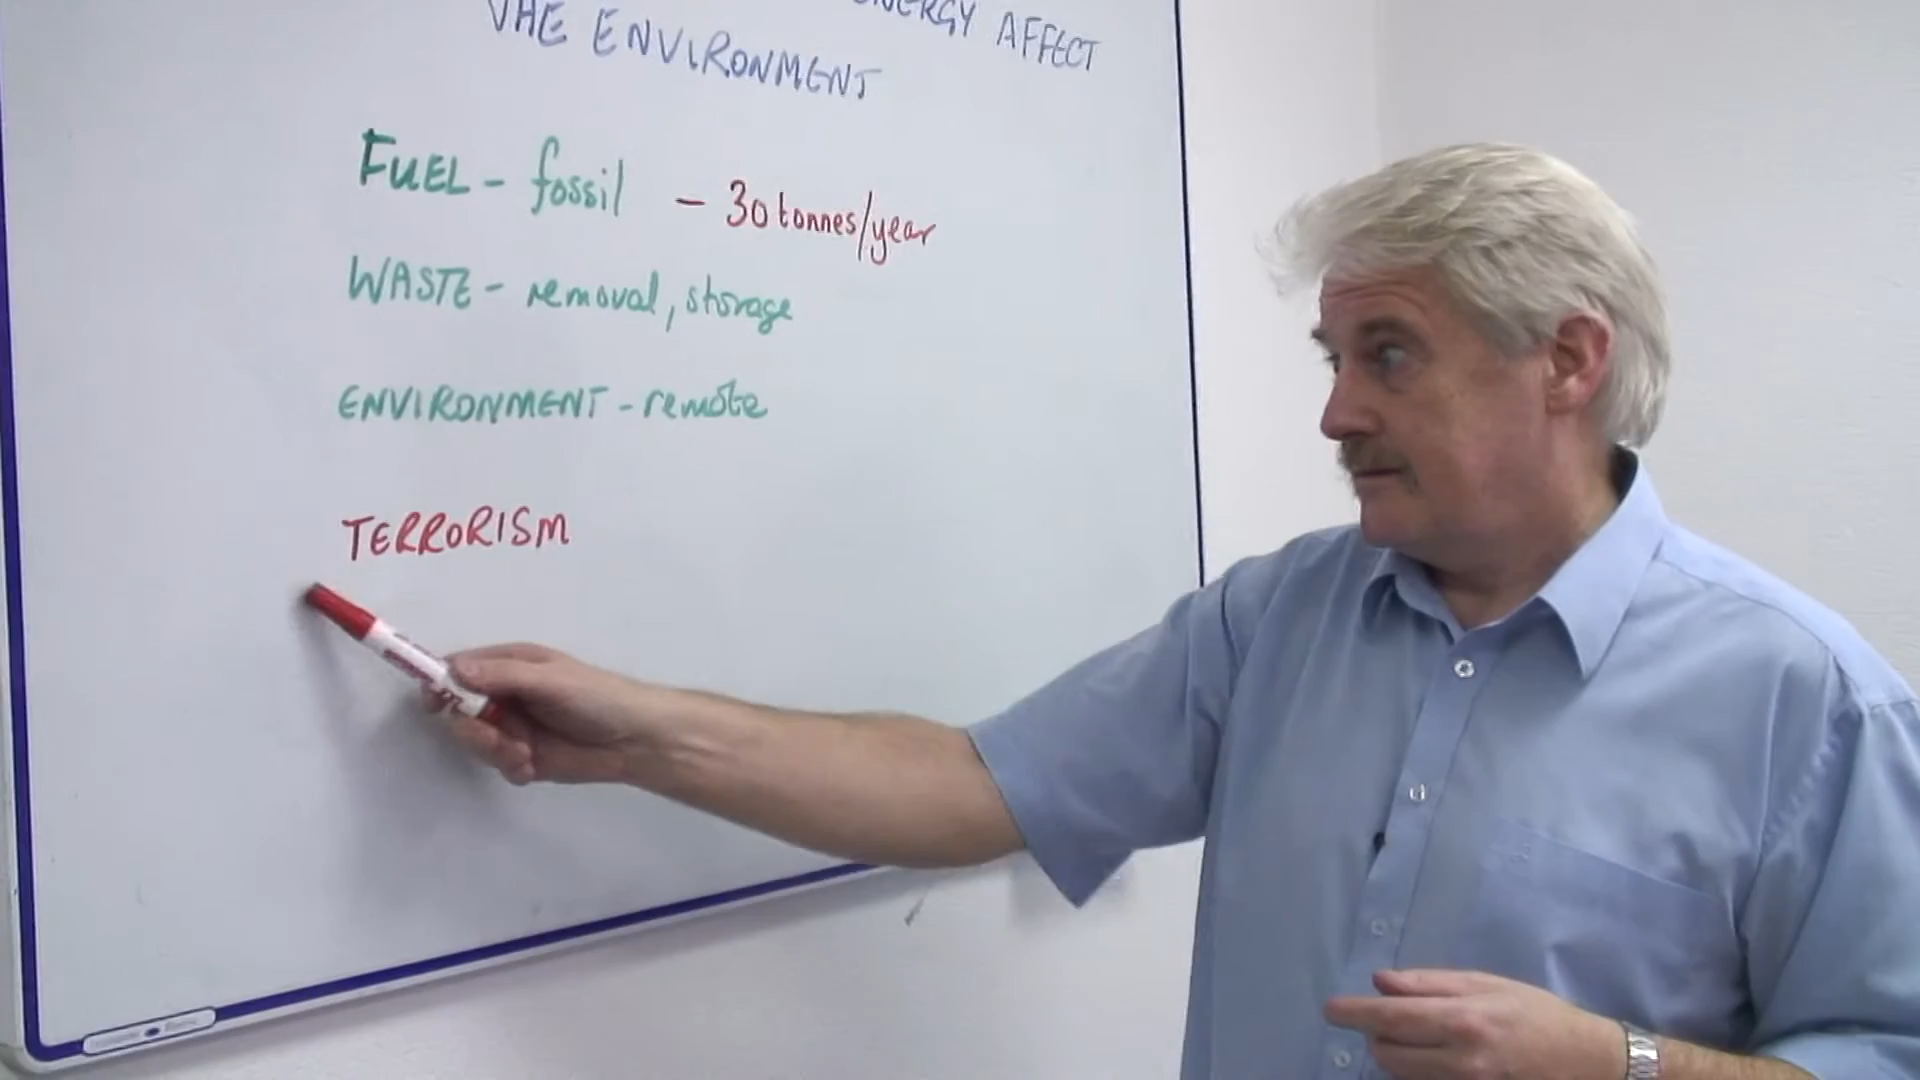 ENERGY AFFECT
THE ENVIRONMENT
FUEL - fossil - 30 tonnes/year
WASTE - removal, storage
ENVIRONMENT - remote
TERRORISM